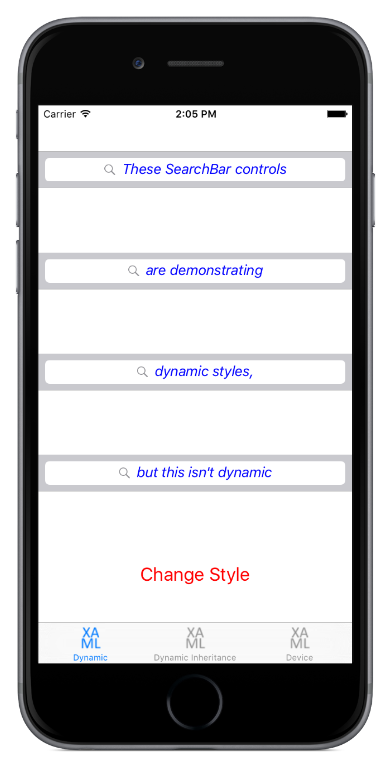 Carrier 2:05 PM
These SearchBar controls
are demonstrating
dynamic styles,
but this isn't dynamic
Change Style
XA XA XA
ML ML ML
Dynamic Dynamic Inheritance Device